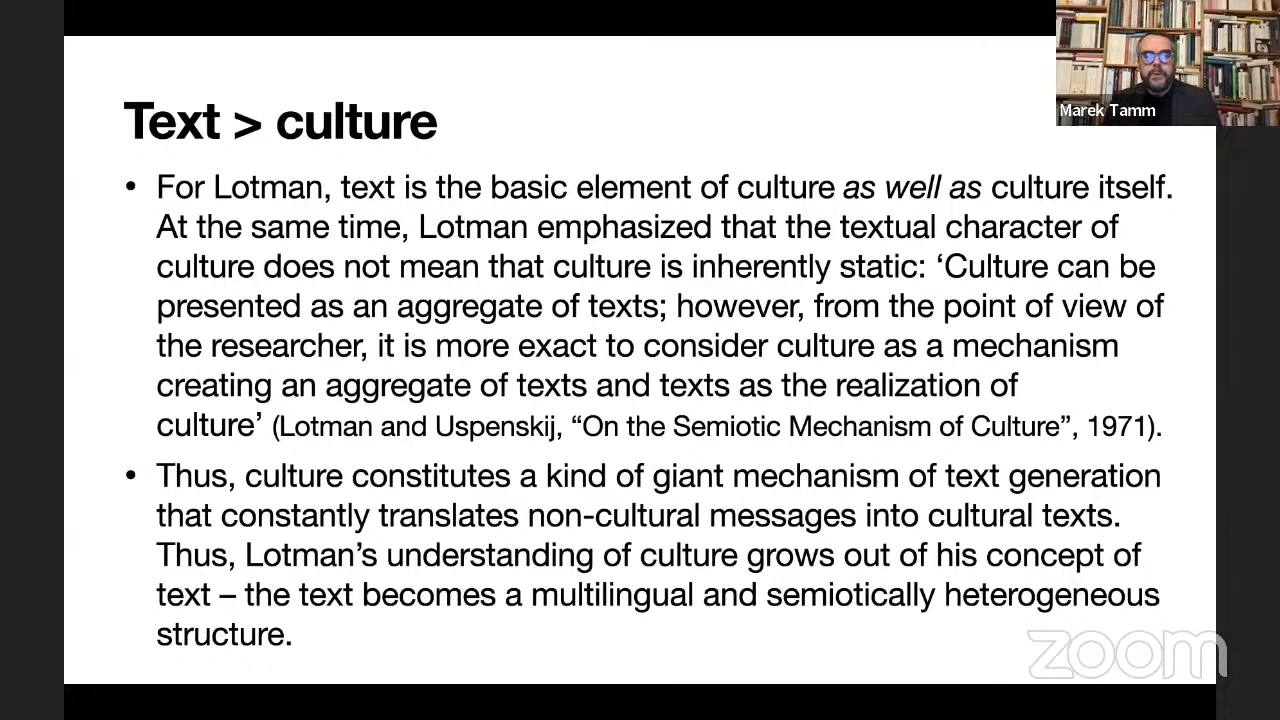 Marek Tamm
Text > culture
• For Lotman, text is the basic element of culture as well as culture itself.
At the same time, Lotman emphasized that the textual character of
culture does not mean that culture is inherently static: ‘Culture can be
presented as an aggregate of texts; however, from the point of view of
the researcher, it is more exact to consider culture as a mechanism
creating an aggregate of texts and texts as the realization of
culture’ (Lotman and Uspenskij, “On the Semiotic Mechanism of Culture”, 1971).
• Thus, culture constitutes a kind of giant mechanism of text generation
that constantly translates non-cultural messages into cultural texts.
Thus, Lotman’s understanding of culture grows out of his concept of
text – the text becomes a multilingual and semiotically heterogeneous
structure.
zoom